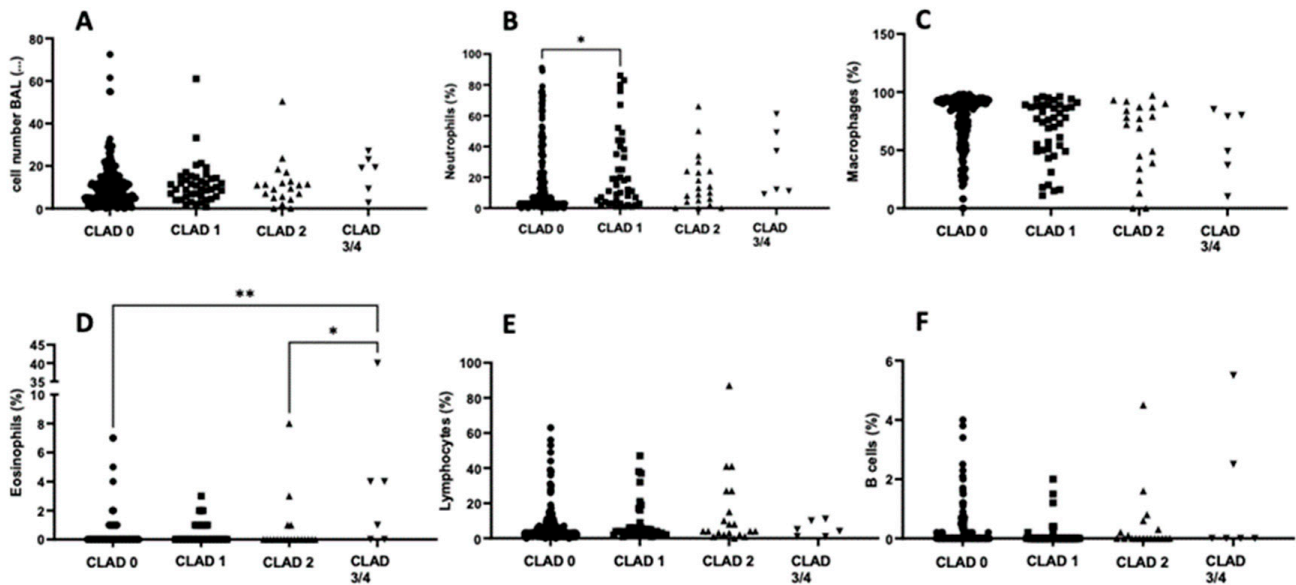 A
cell number BAL (...)
80
60
40
20
0
CLAD 0
CLAD 1
CLAD 2
CLAD
3/4
B
*
Neutrophils (%)
100
80
60
40
20
0
CLAD 0
CLAD 1
CLAD 2
CLAD
3/4
C
Macrophages (%)
150
100
50
0
CLAD 0
CLAD 1
CLAD 2
CLAD
3/4
D
**
*
Eosinophils (%)
45
40
35
10
8
6
4
2
0
CLAD 0
CLAD 1
CLAD 2
CLAD
3/4
E
Lymphocytes (%)
100
80
60
40
20
0
CLAD 0
CLAD 1
CLAD 2
CLAD
3/4
F
B cells (%)
6
4
2
0
CLAD 0
CLAD 1
CLAD 2
CLAD
3/4